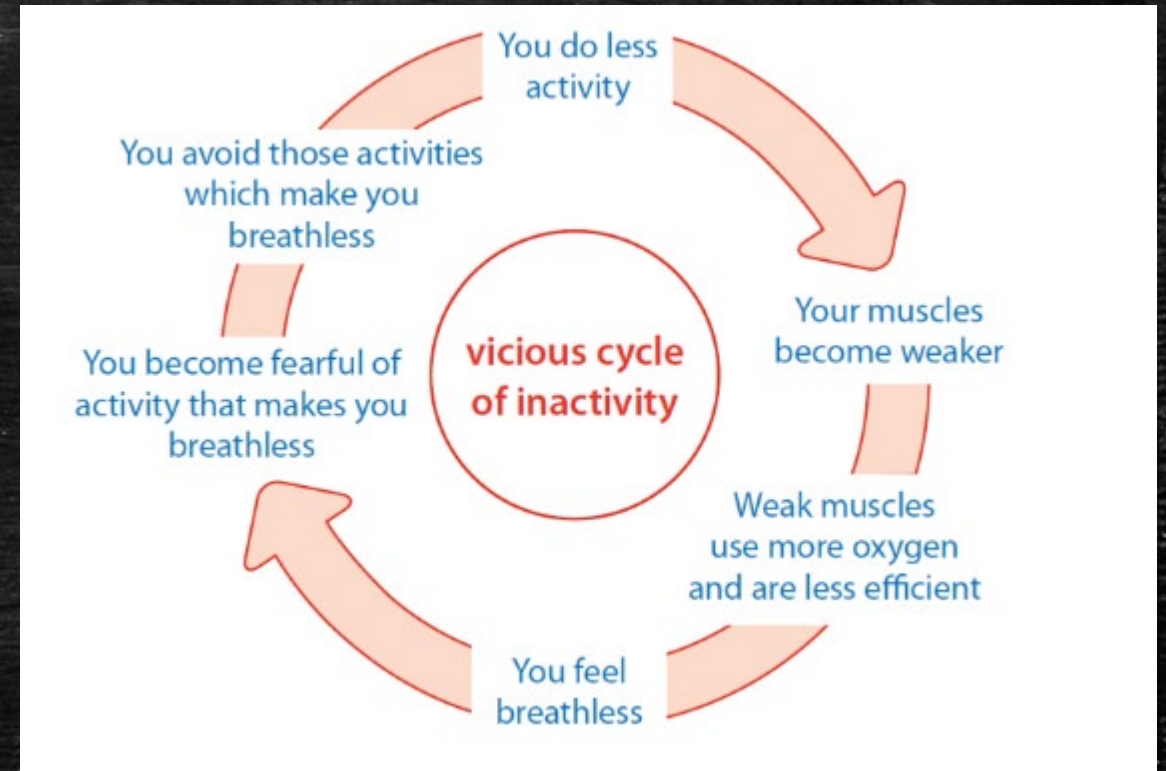 You do less
activity
Your muscles
become weaker
Weak muscles
use more oxygen
and are less efficient
You feel
breathless
You become fearful of
activity that makes you
breathless
You avoid those activities
which make you
breathless
vicious cycle
of inactivity